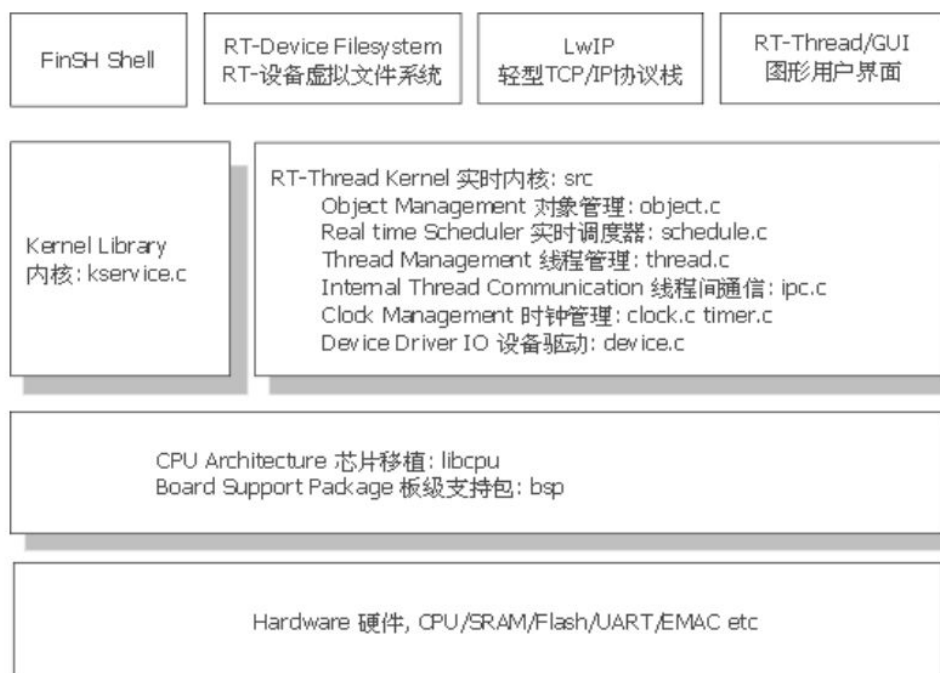 FinSH Shell
RT-Device Filesystem
RT-设备虚拟文件系统
LwIP
轻型TCP/IP协议栈
RT-Thread/GUI
图形用户界面
Kernel Library
内核: kservice.c
RT-Thread Kernel 实时内核: src
Object Management 对象管理: object.c
Real time Scheduler 实时调度器: schedule.c
Thread Management 线程管理: thread.c
Internal Thread Communication 线程间通信: ipc.c
Clock Management 时钟管理: clock.c timer.c
Device Driver IO 设备驱动: device.c
CPU Architecture 芯片移植: libcpu
Board Support Package 板级支持包: bsp
Hardware 硬件, CPU/SRAM/Flash/UART/EMAC etc